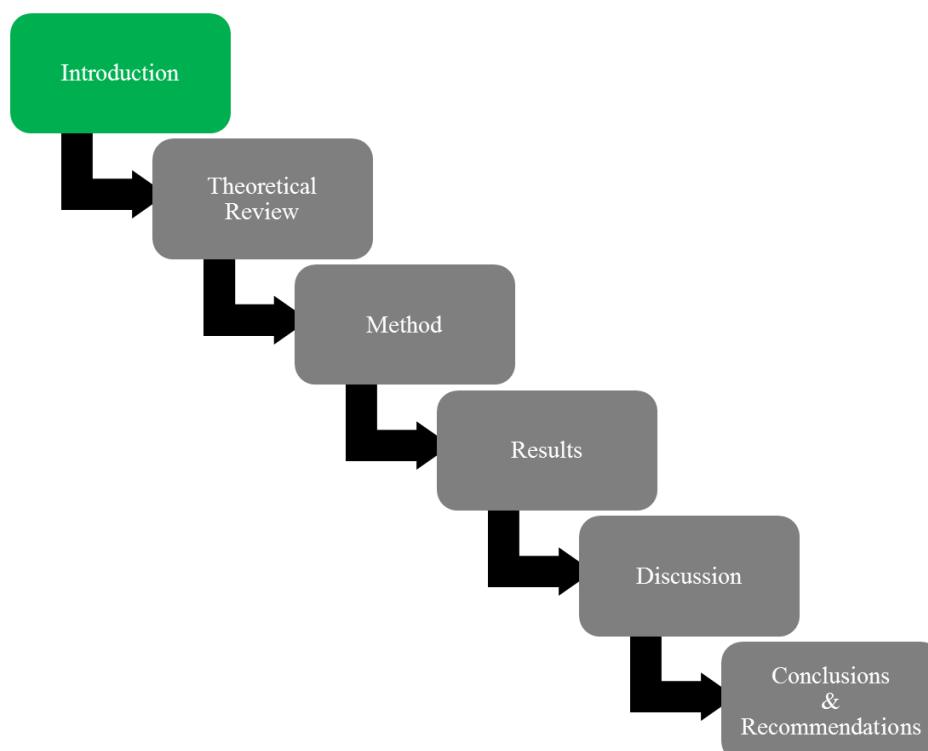 Introduction
Theoretical
Review
Method
Results
Discussion
Conclusions
&
Recommendations